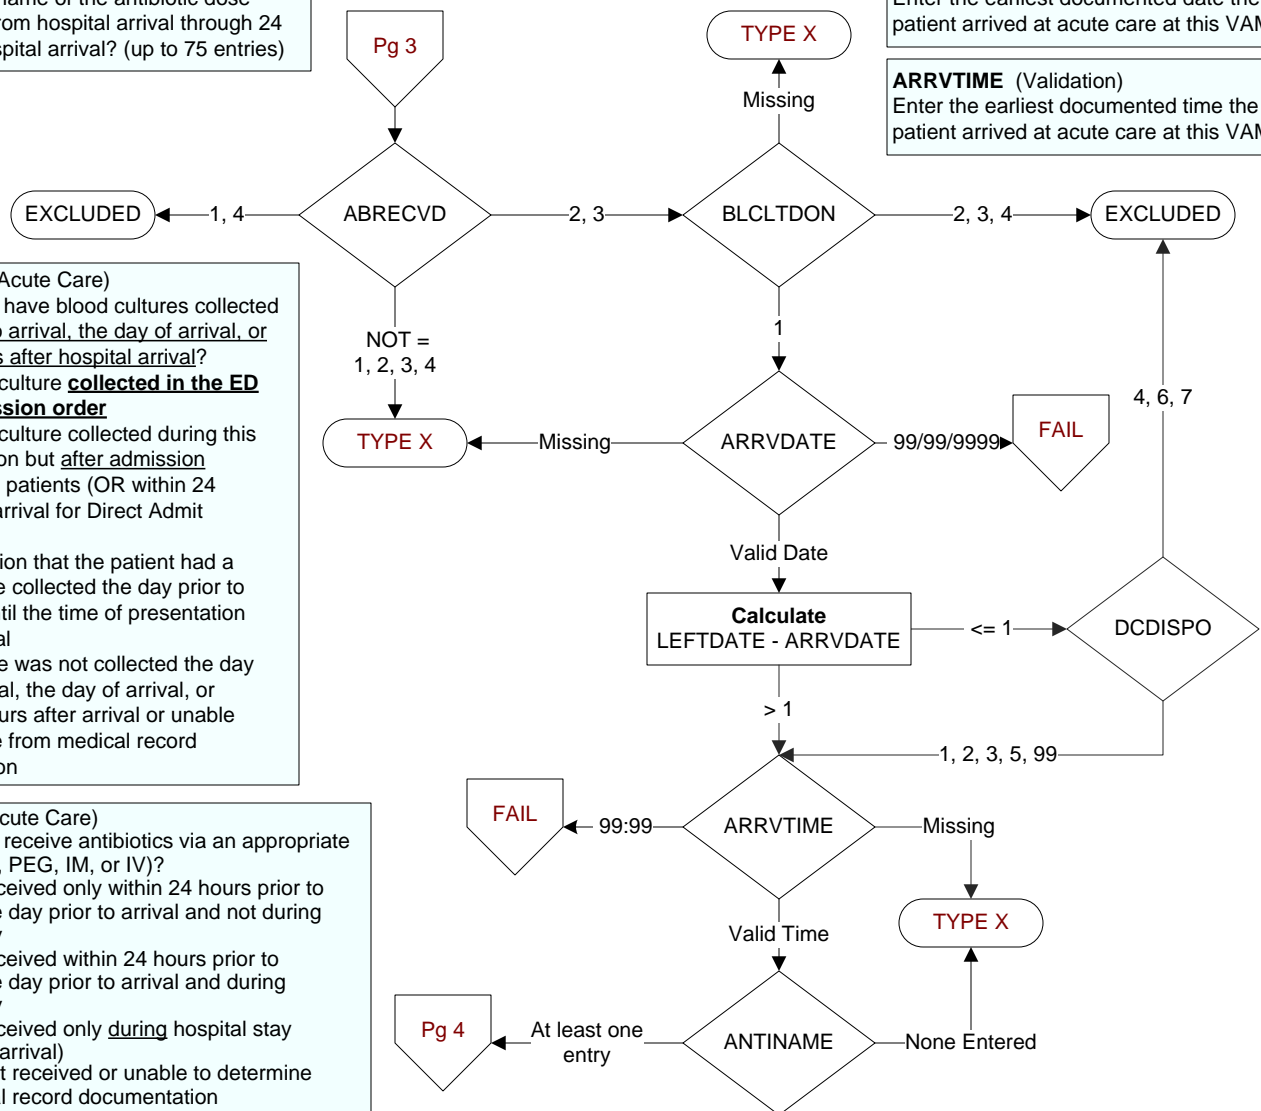 name of the antibiotic dose
from hospital arrival through 24
spital arrival? (up to 75 entries)
Pg 3
TYPE X
Enter the earliest documented date the
patient arrived at acute care at this VAM
Missing
ARRVTIME (Validation)
Enter the earliest documented time the
patient arrived at acute care at this VAM
EXCLUDED
1, 4
ABRECVD
2, 3
BLCLTDON
2, 3, 4
EXCLUDED
Acute Care)
have blood cultures collected
o arrival, the day of arrival, or
s after hospital arrival?
culture collected in the ED
ssion order
culture collected during this
on but after admission
patients (OR within 24
arrival for Direct Admit
ion that the patient had a
e collected the day prior to
til the time of presentation
al
e was not collected the day
al, the day of arrival, or
urs after arrival or unable
e from medical record
on
NOT =
1, 2, 3, 4
1
4, 6, 7
TYPE X
Missing
ARRVDATE
99/99/9999
FAIL
Valid Date
Calculate
LEFTDATE - ARRVDATE
<= 1
DCDISPO
> 1
1, 2, 3, 5, 99
FAIL
99:99
ARRVTIME
Missing
cute Care)
receive antibiotics via an appropriate
, PEG, IM, or IV)?
ceived only within 24 hours prior to
e day prior to arrival and not during
y
ceived within 24 hours prior to
e day prior to arrival and during
y
ceived only during hospital stay
arrival)
t received or unable to determine
al record documentation
Valid Time
TYPE X
Pg 4
At least one
entry
ANTINAME
None Entered